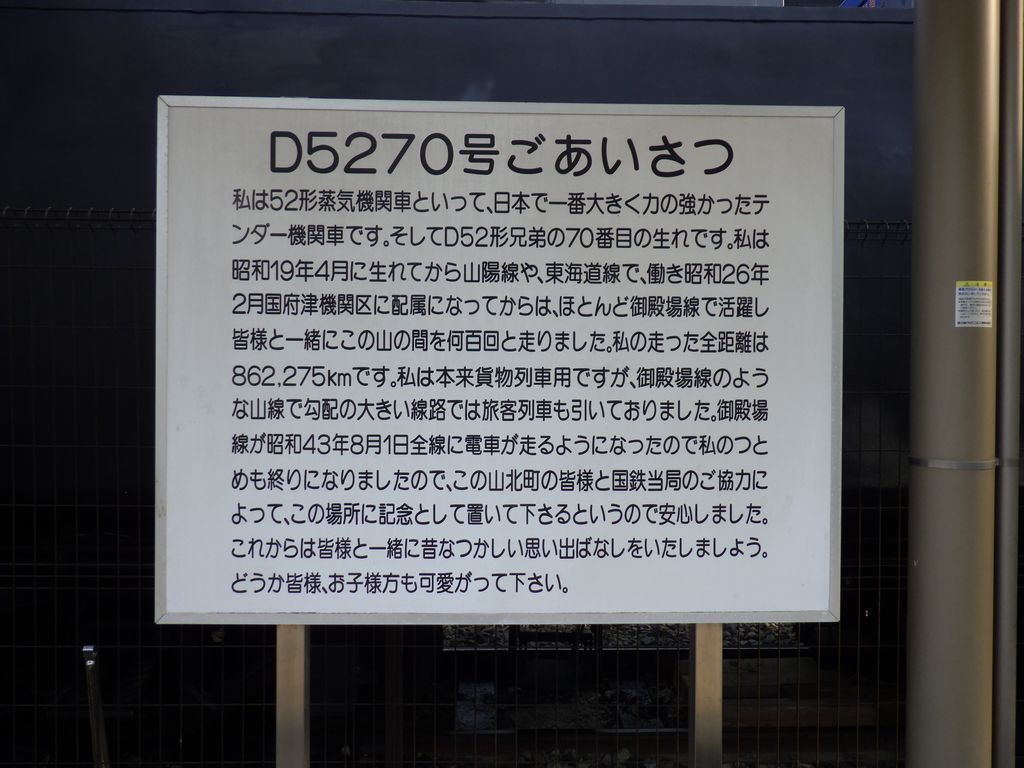 D5270号ごあいさつ
私は52形蒸気機関車といって､日本で一番大きく力の強かったテ
ンダー機関車です｡そしてD52形兄弟の70番目の生れです｡私は
昭和19年4月に生れてから山陽線や､東海道線で､働き昭和26年
2月国府津機関区に配属になってからは､ほとんど御殿場線で活躍し
皆様と一緒にこの山の間を何百回と走りました｡私の走った全距離は
862,275kmです｡私は本来貨物列車用ですが､御殿場線のよう
な山線で勾配の大きい線路では旅客列車も引いておりました｡御殿場
線が昭和43年8月1日全線に電車が走るようになったので私のつと
めも終りになりましたので､この山北町の皆様と国鉄当局のご協力に
よって､この場所に記念として置いて下さるというので安心しました｡
これからは皆様と一緒に昔なつかしい思い出ばなしをいたしましょう｡
どうか皆様､お子様方も可愛がって下さい｡